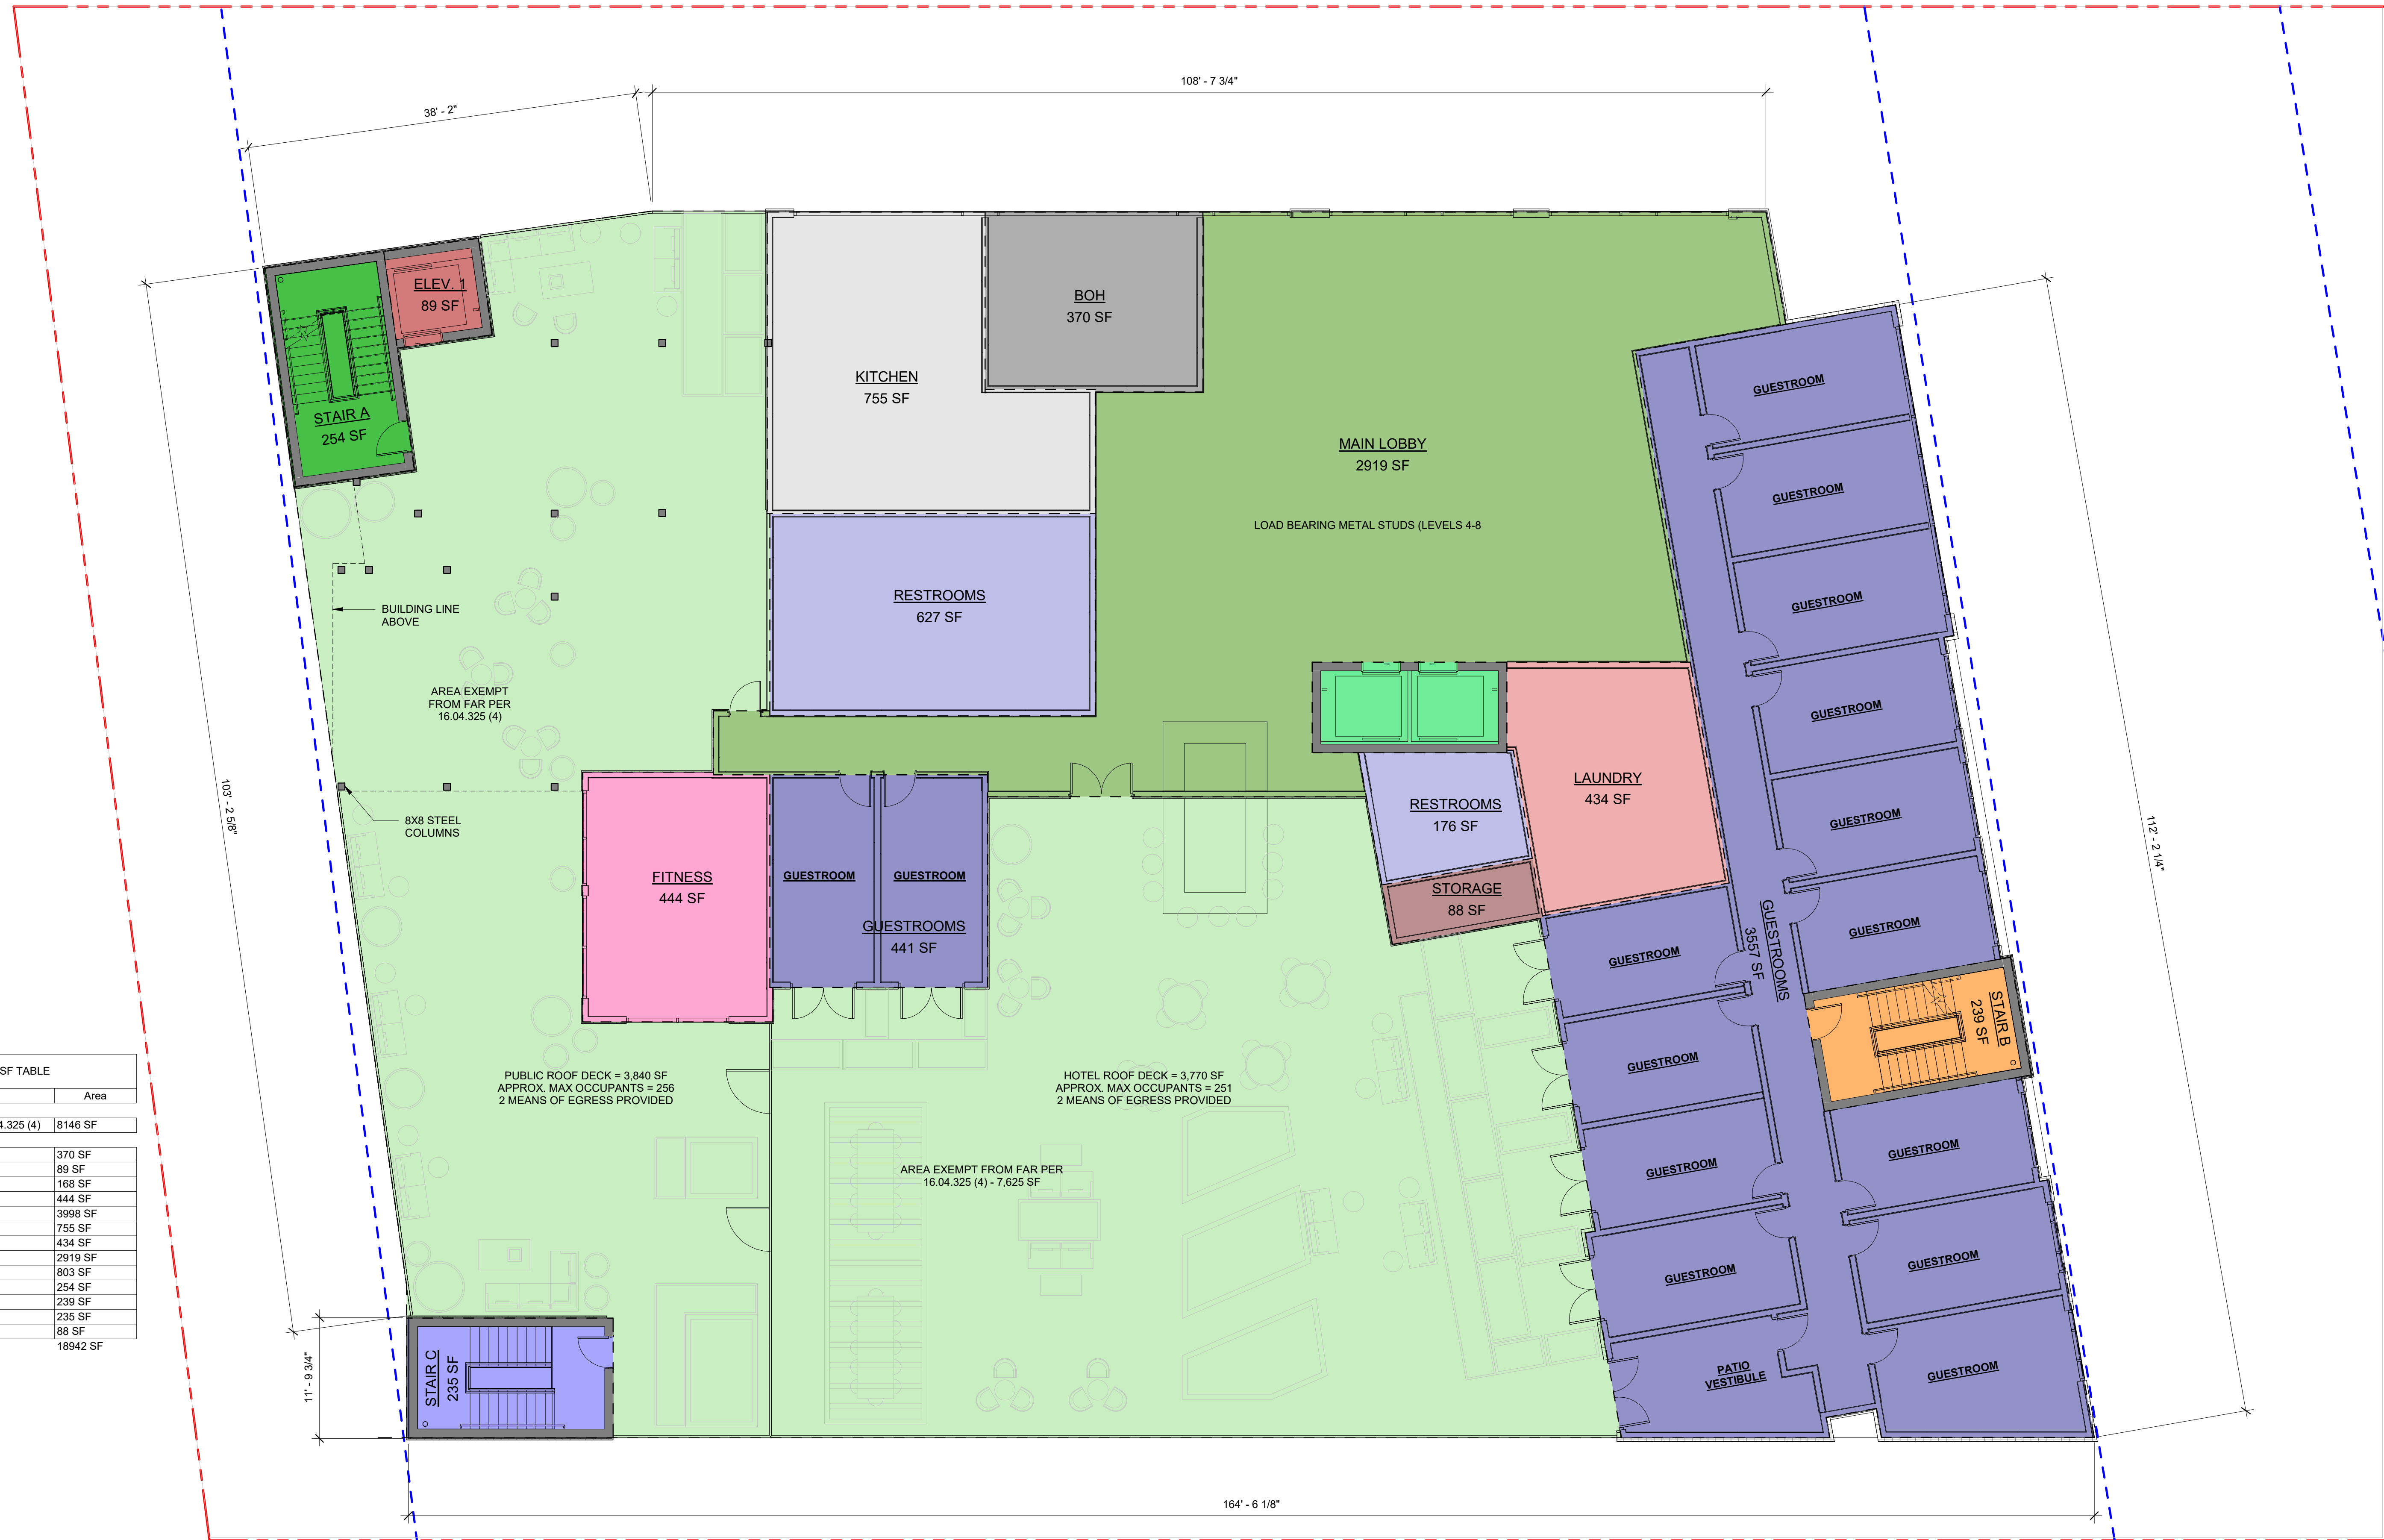 108' - 7 3/4"
38' - 2"
ELEV. 1
89 SF
STAIR A
254 SF
KITCHEN
755 SF
BOH
370 SF
MAIN LOBBY
2919 SF
LOAD BEARING METAL STUDS (LEVELS 4-8
RESTROOMS
627 SF
GUESTROOM
GUESTROOM
GUESTROOM
GUESTROOM
GUESTROOM
GUESTROOM
BUILDING LINE
ABOVE
AREA EXEMPT
FROM FAR PER
16.04.325 (4)
8X8 STEEL
COLUMNS
103' - 2 5/8"
112' - 2 1/4"
FITNESS
444 SF
GUESTROOM
GUESTROOM
GUESTROOMS
441 SF
RESTROOMS
176 SF
LAUNDRY
434 SF
STORAGE
88 SF
GUESTROOMS
3557 SF
STAIR B
239 SF
GUESTROOM
GUESTROOM
GUESTROOM
GUESTROOM
PATIO
VESTIBULE
GUESTROOM
GUESTROOM
GUESTROOM
PUBLIC ROOF DECK = 3,840 SF
APPROX. MAX OCCUPANTS = 256
2 MEANS OF EGRESS PROVIDED
HOTEL ROOF DECK = 3,770 SF
APPROX. MAX OCCUPANTS = 251
2 MEANS OF EGRESS PROVIDED
AREA EXEMPT FROM FAR PER
16.04.325 (4) - 7,625 SF
STAIR C
235 SF
11' - 9 3/4"
164' - 6 1/8"
SF TABLE
Area
.325 (4) 8146 SF
370 SF
89 SF
168 SF
444 SF
3998 SF
755 SF
434 SF
2919 SF
803 SF
254 SF
239 SF
235 SF
88 SF
18942 SF